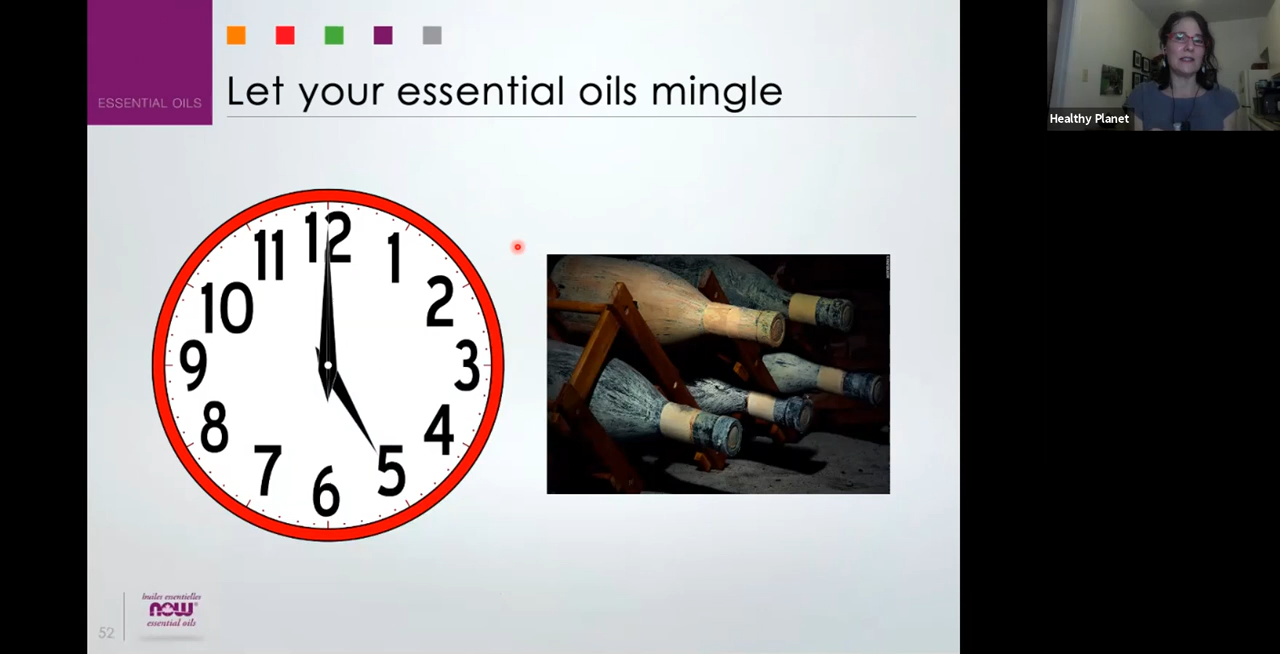 ESSENTIAL OILS
Let your essential oils mingle
Healthy Planet
12
1
2
3
4
5
6
7
8
9
10
11
52
huiles essentielles
NOW®
essential oils